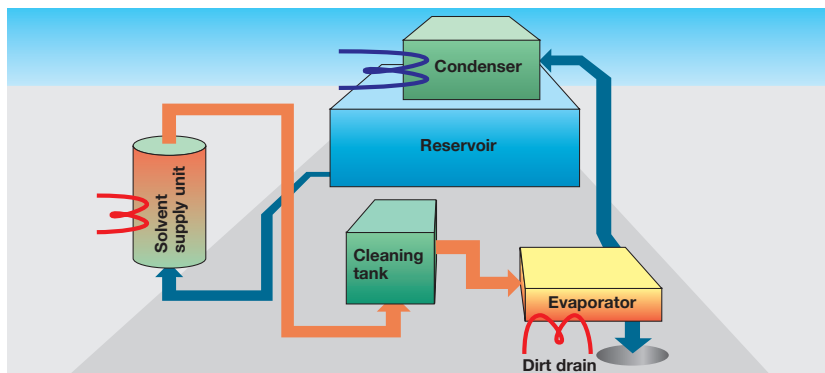 Condenser
Reservoir
Solvent
supply unit
Cleaning
tank
Evaporator
Dirt drain